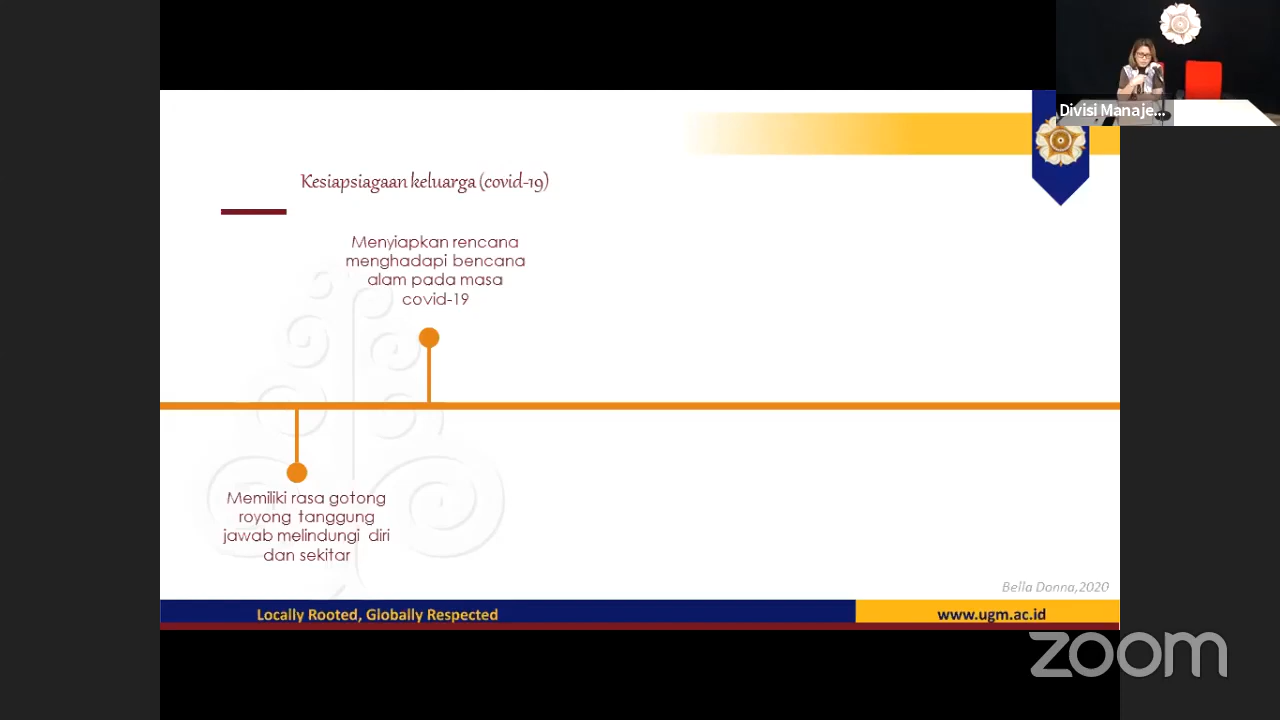 Divisi Manaje...
Kesiapsiagaan keluarga (covid-19)
Menyiapkan rencana
menghadapi bencana
alam pada masa
covid-19
Memiliki rasa gotong
royong tanggung
jawab melindungi diri
dan sekitar
Bella Donna,2020
Locally Rooted, Globally Respected
www.ugm.ac.id
zoom